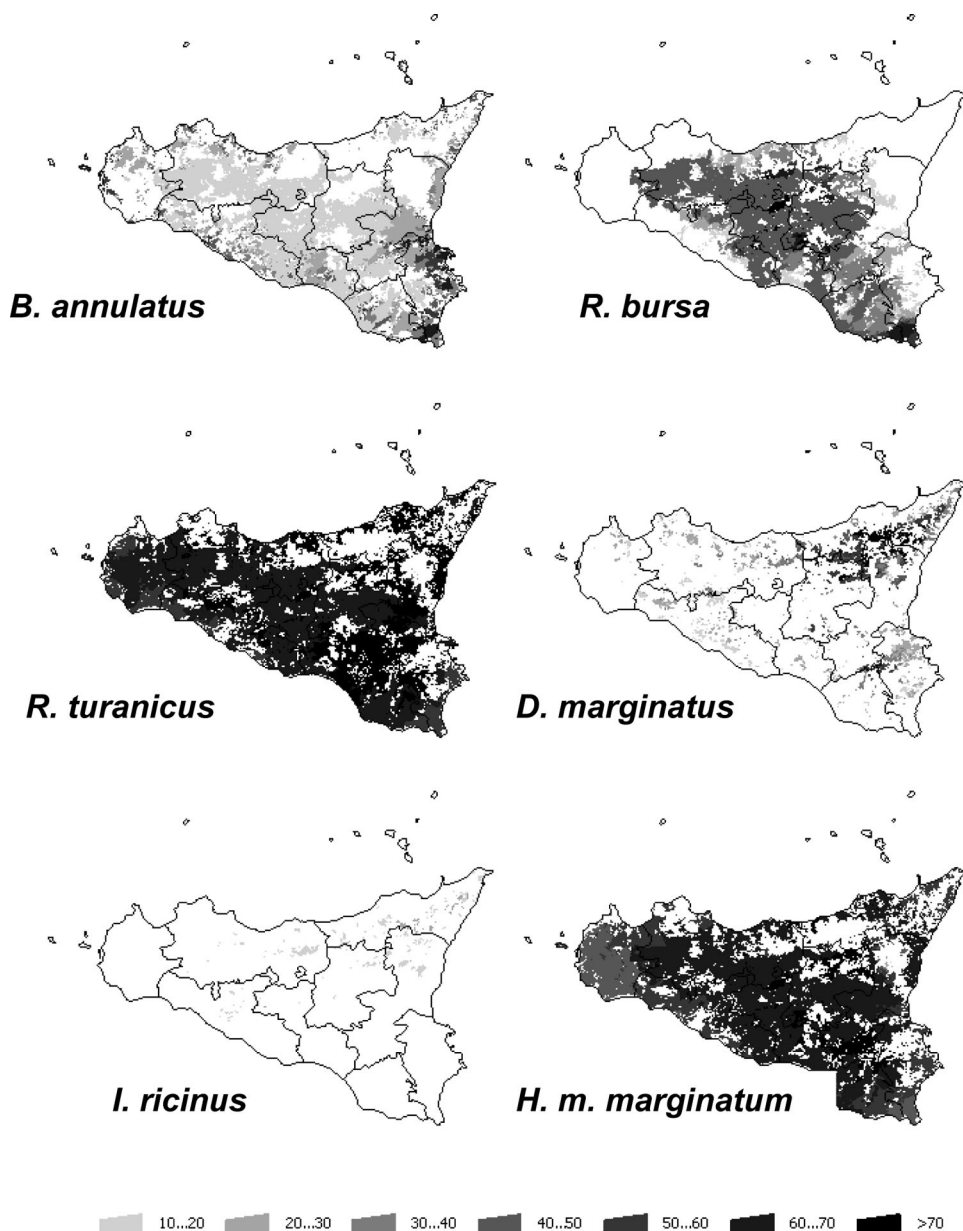 B. annulatus
R. bursa
R. turanicus
D. marginatus
I. ricinus
H. m. marginatum
10...20 20...30 30...40 40...50 50...60 60...70 >70